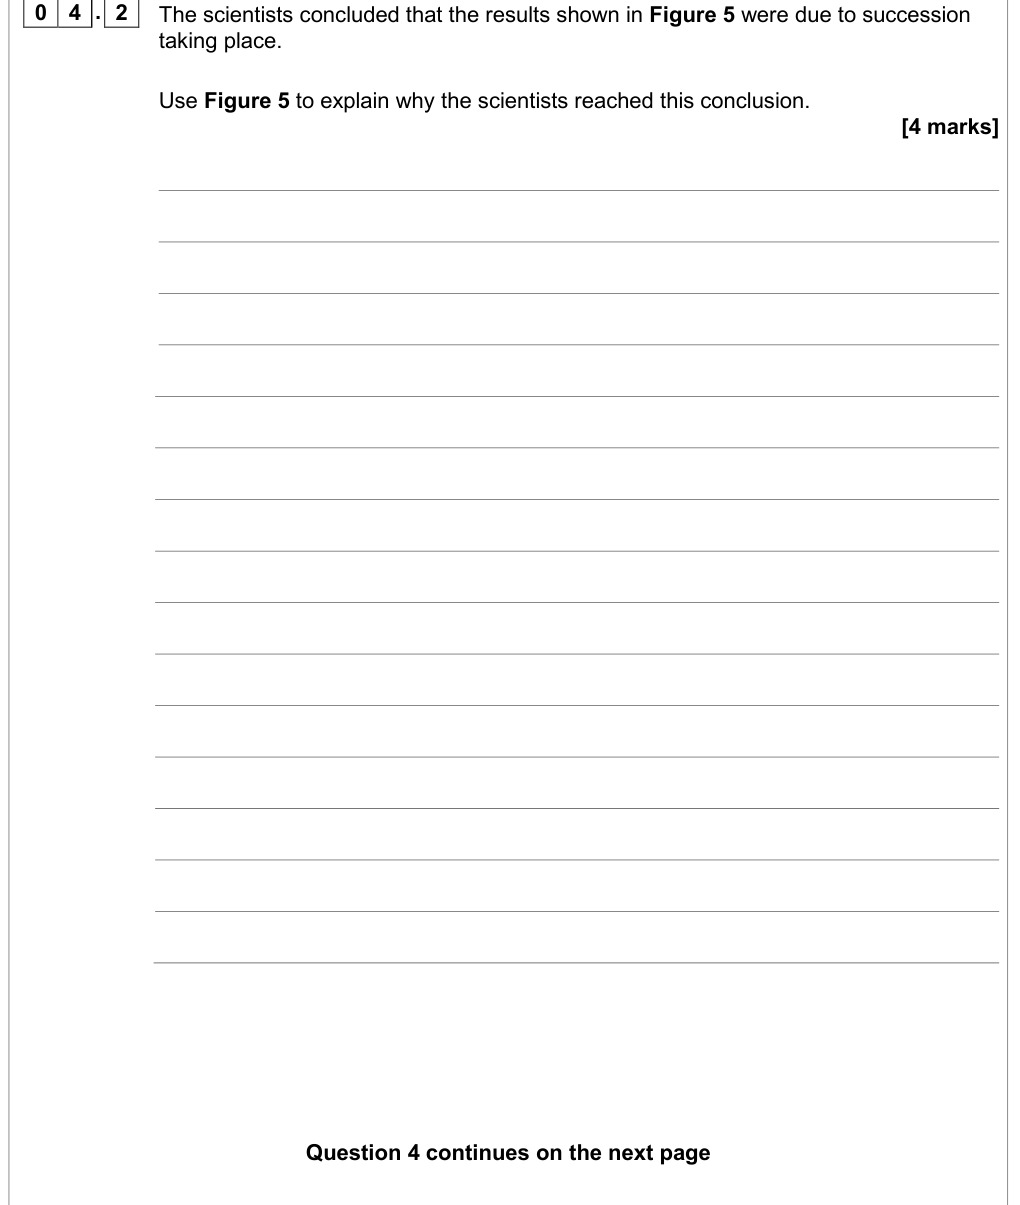 0 4 . 2 The scientists concluded that the results shown in Figure 5 were due to succession
taking place.
Use Figure 5 to explain why the scientists reached this conclusion.
[4 marks]
Question 4 continues on the next page